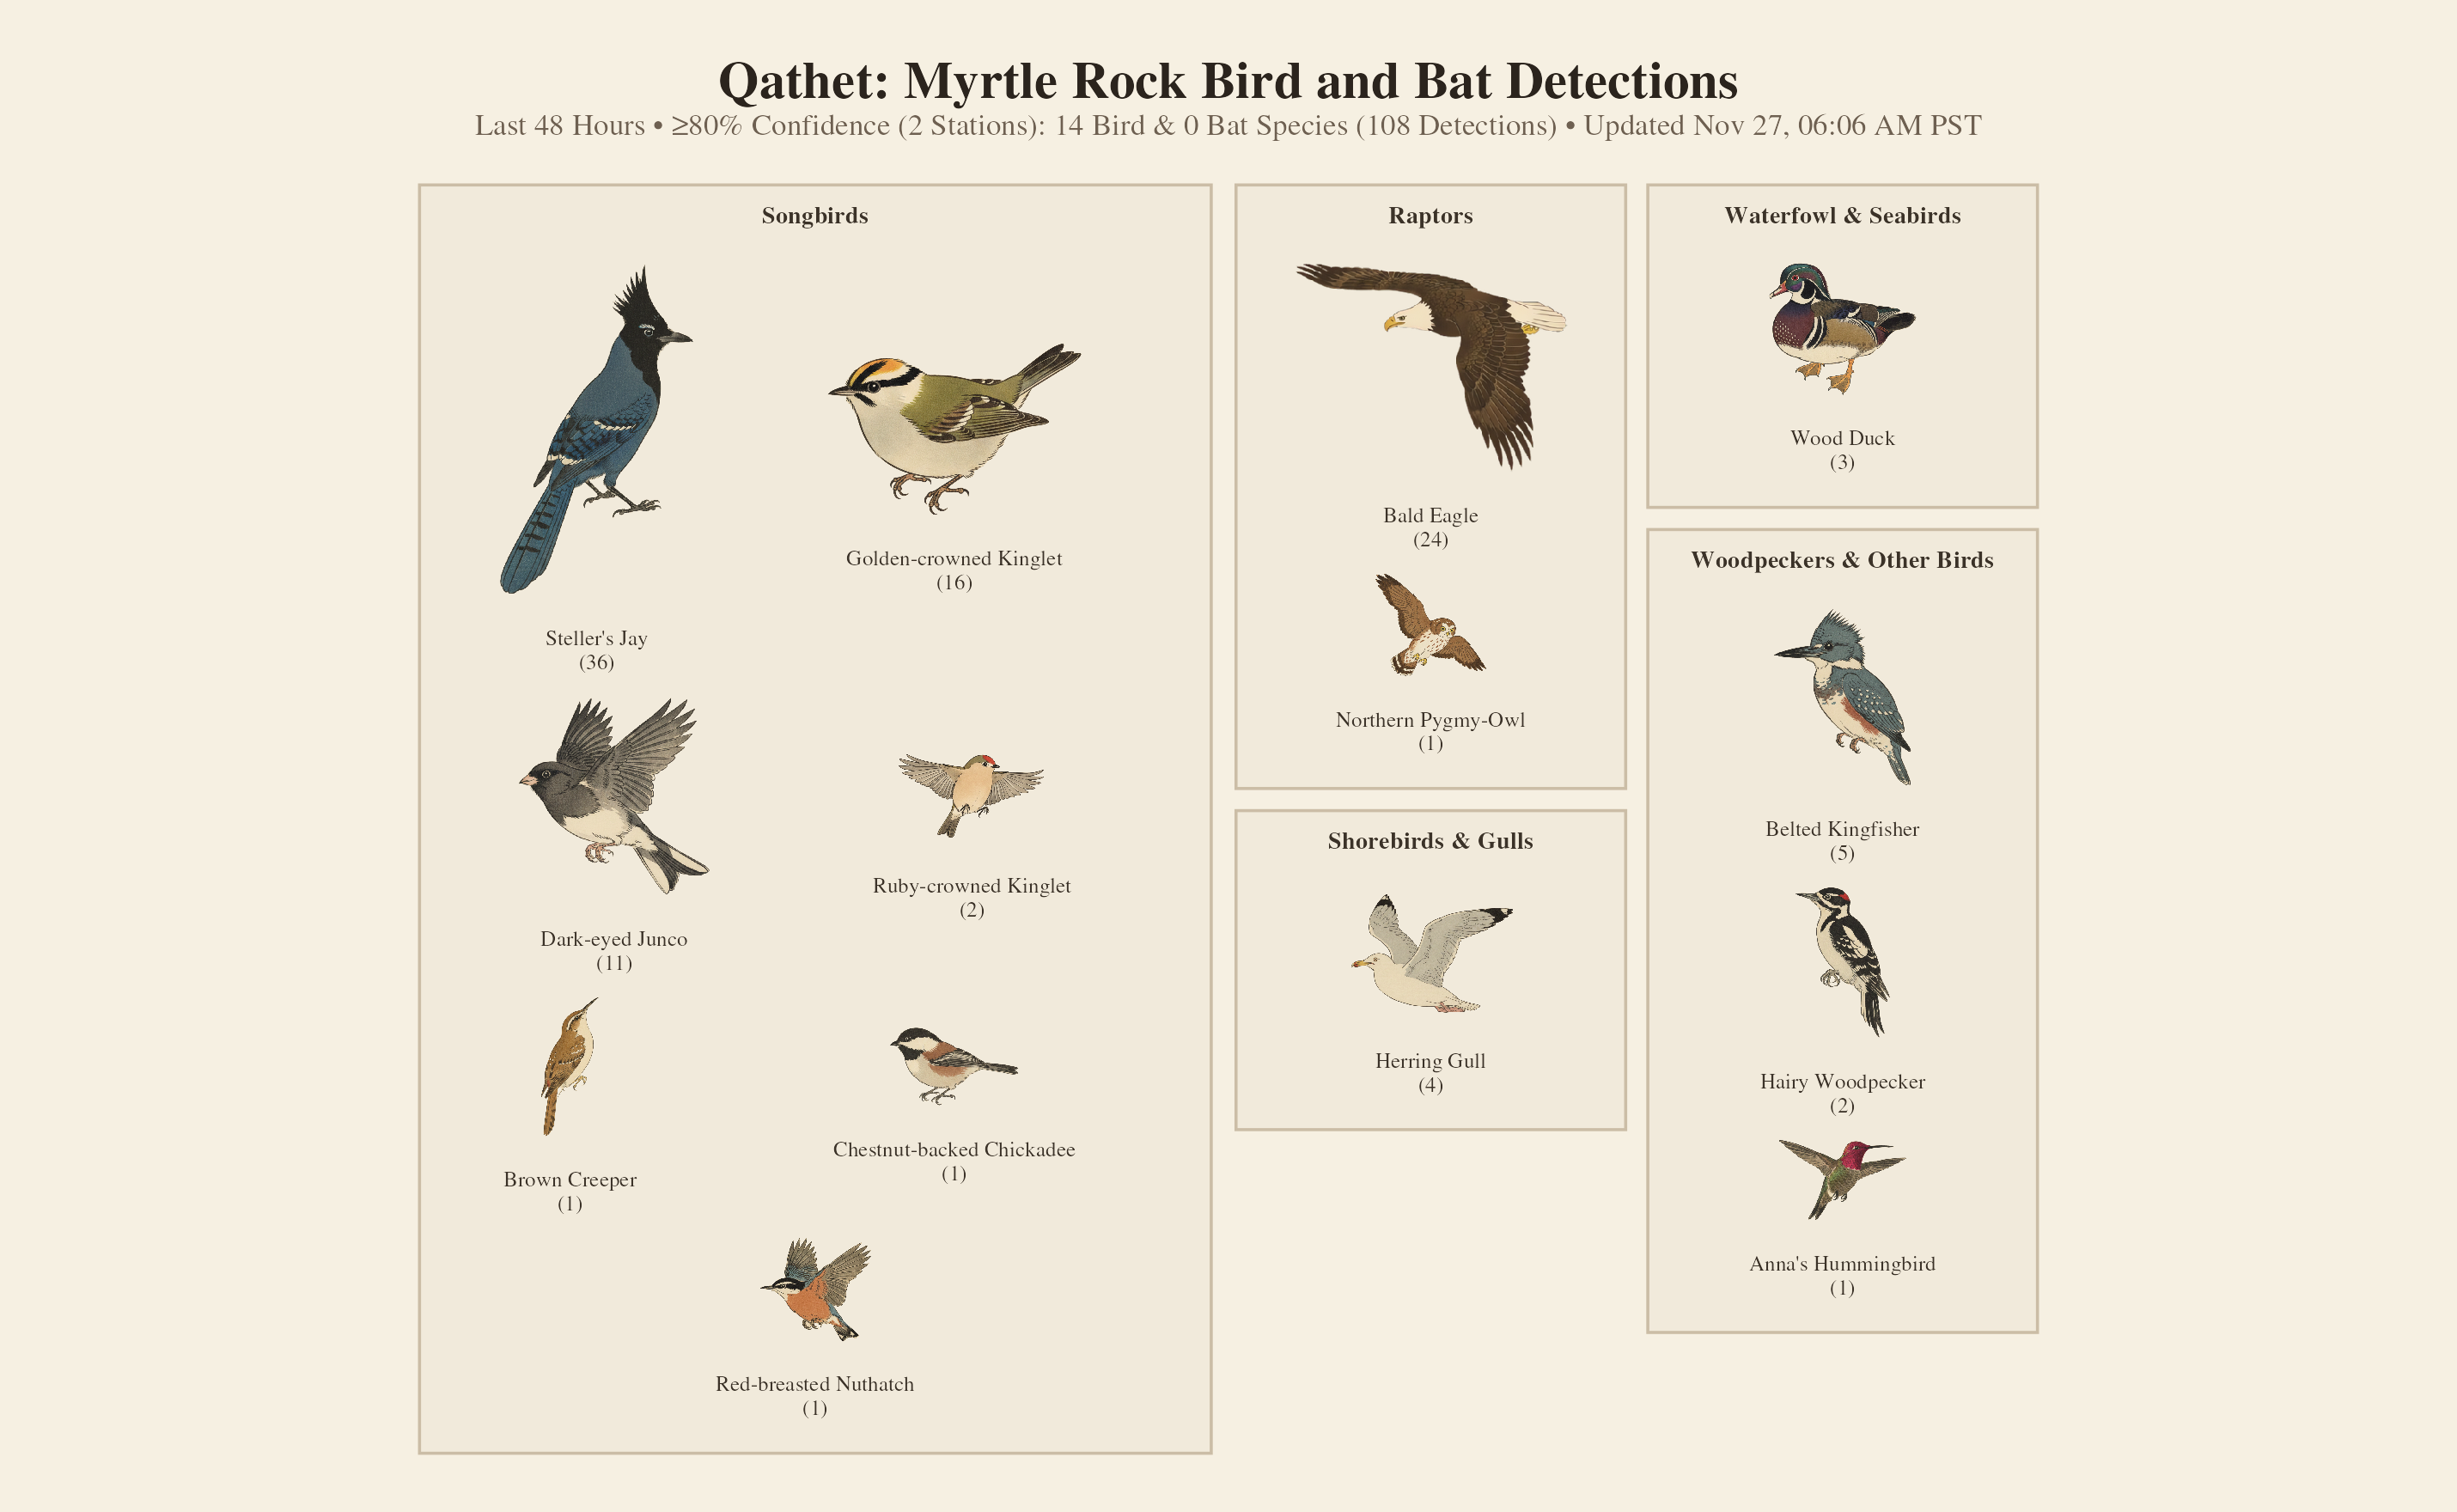 Qathet: Myrtle Rock Bird and Bat Detections
Last 48 Hours • ≥80% Confidence (2 Stations): 14 Bird & 0 Bat Species (108 Detections) • Updated Nov 27, 06:06 AM PST
Songbirds
Steller's Jay
(36)
Golden-crowned Kinglet
(16)
Dark-eyed Junco
(11)
Ruby-crowned Kinglet
(2)
Brown Creeper
(1)
Chestnut-backed Chickadee
(1)
Red-breasted Nuthatch
(1)
Raptors
Bald Eagle
(24)
Northern Pygmy-Owl
(1)
Shorebirds & Gulls
Herring Gull
(4)
Waterfowl & Seabirds
Wood Duck
(3)
Woodpeckers & Other Birds
Belted Kingfisher
(5)
Hairy Woodpecker
(2)
Anna's Hummingbird
(1)